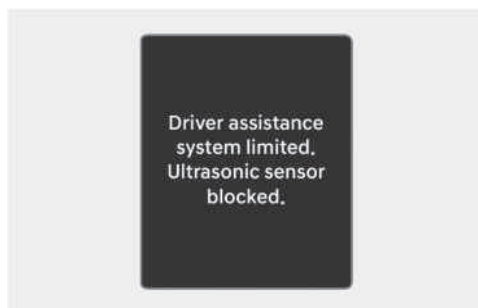 Driver assistance
system limited.
Ultrasonic sensor
blocked.